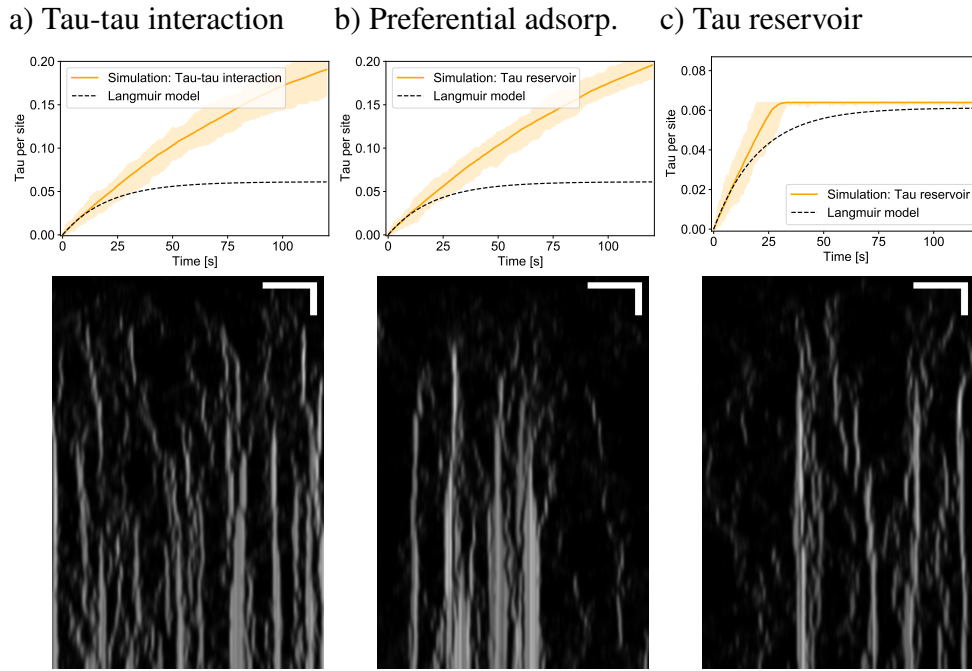 a) Tau-tau interaction
b) Preferential adsorp.
c) Tau reservoir
0.20
0.15
0.10
0.05
0.00
Tau per site
Simulation: Tau-tau interaction
Langmuir model
0
25
50
75
100
Time [s]
0.20
0.15
0.10
0.05
0.00
Tau per site
Simulation: Tau reservoir
Langmuir model
0
25
50
75
100
Time [s]
0.08
0.06
0.04
0.02
0.00
Tau per site
Simulation: Tau reservoir
Langmuir model
0
25
50
75
100
Time [s]